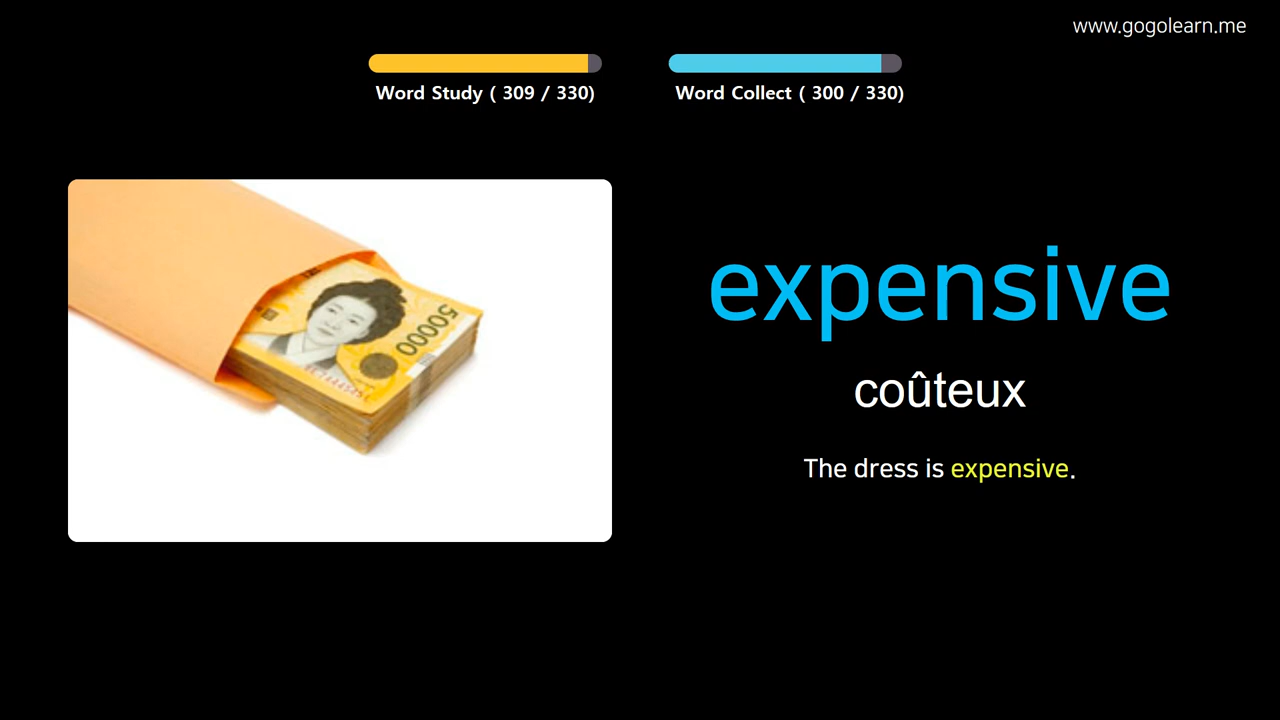 www.gogolearn.me
Word Study ( 309 / 330)
Word Collect ( 300 / 330)
50000
expensive
coûteux
The dress is expensive.